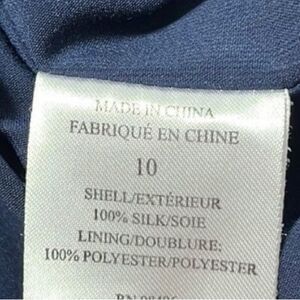 MADE IN CHINA
FABRIQUÉ EN CHINE
10
SHELL/EXTÉRIEUR
100% SILK/SOIE
LINING/DOUBLURE:
100% POLYESTER/POLYESTER